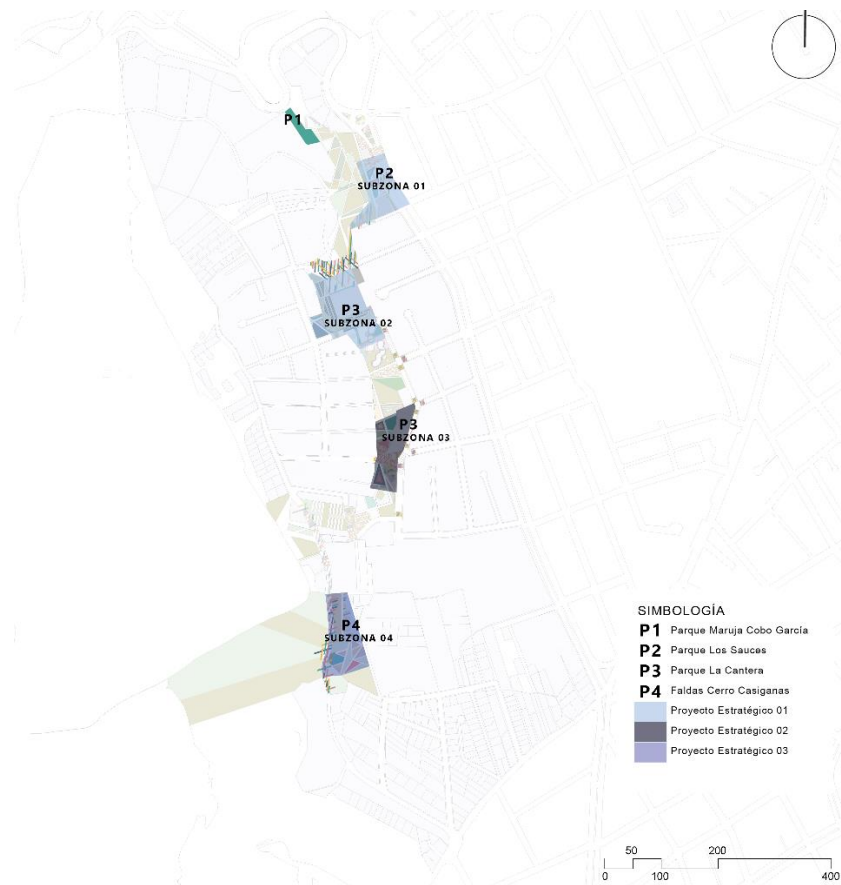 P1
P2
SUBZONA 01
P3
SUBZONA 02
P3
SUBZONA 03
P4
SUBZONA 04
SIMBOLOGÍA
P1 Parque Maruja Cobo García
P2 Parque Los Sauces
P3 Parque La Cantera
P4 Faldas Cerro Casiganas
Proyecto Estratégico 01
Proyecto Estratégico 02
Proyecto Estratégico 03
50 200
0 100 400